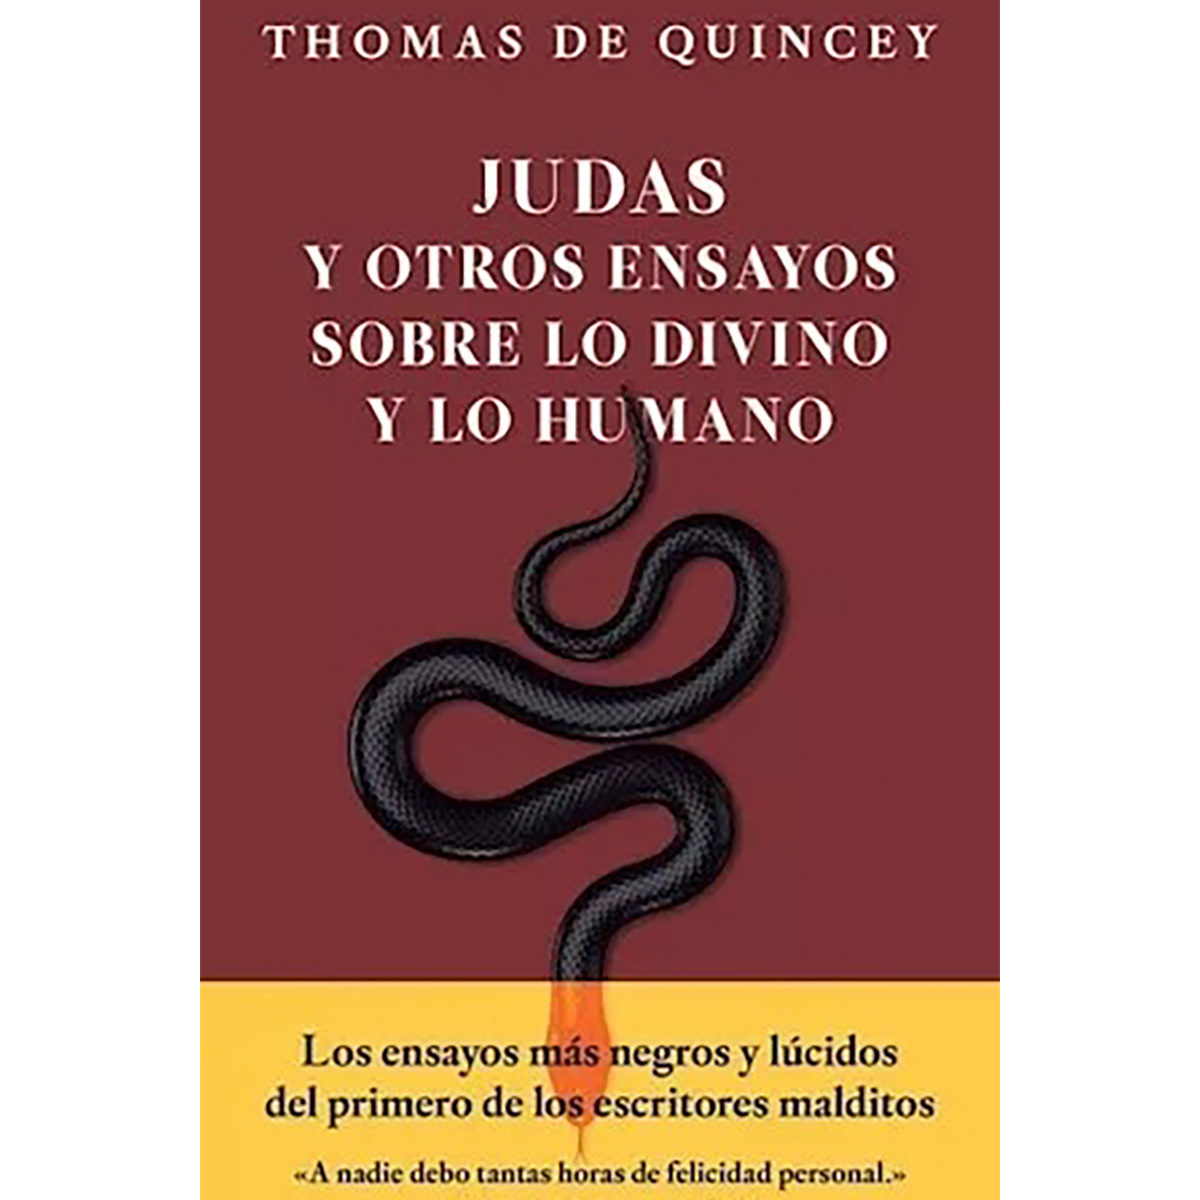 THOMAS DE QUINCEY
JUDAS
Y OTROS ENSAYOS
SOBRE LO DIVINO
Y LO HUMANO
Los ensayos más negros y lúcidos
del primero de los escritores malditos
«A nadie debo tantas horas de felicidad personal.»